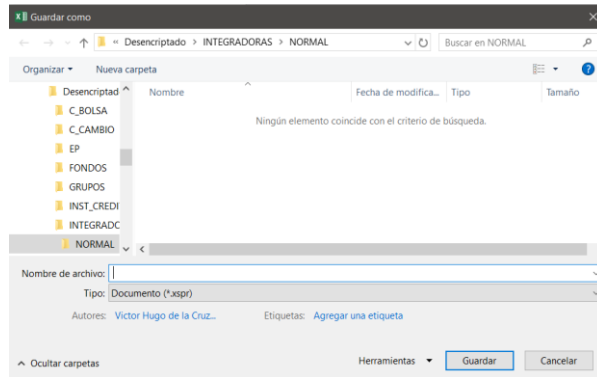 Guardar como
« Desencriptado > INTEGRADORAS > NORMAL
Buscar en NORMAL
Organizar
Nueva carpeta
Desencriptad
Nombre
Fecha de modifica...
Tipo
Tamaño
C_BOLSA
Ningún elemento coincide con el criterio de búsqueda.
C_CAMBIO
EP
FONDOS
GRUPOS
INST_CREDI
INTEGRADC
NORMAL
Nombre de archivo:
Tipo: Documento (*.xspr)
Autores: Victor Hugo de la Cruz...
Etiquetas: Agregar una etiqueta
Ocultar carpetas
Herramientas
Guardar
Cancelar